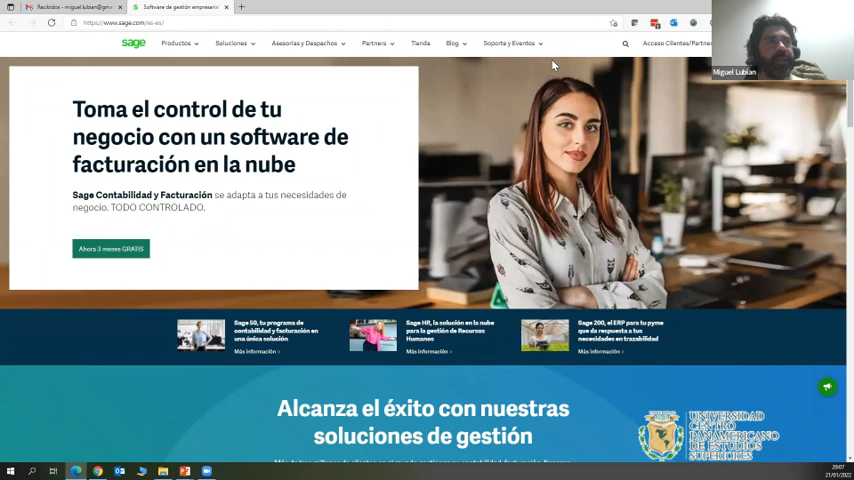 Recibidos - miguel.lubian@gma
Software de gestión empresarial
https://www.sage.com/es-es/
sage
Productos
Soluciones
Asesorías y Despachos
Partners
Tienda
Blog
Soporte y Eventos
Acceso Clientes/Partner
Miguel Lubían
Toma el control de tu
negocio con un software de
facturación en la nube
Sage Contabilidad y Facturación se adapta a tus necesidades de
negocio. TODO CONTROLADO.
Ahora 3 meses GRATIS
Sage 50, tu programa de
contabilidad y facturación en
una única solución
Más información
Sage HR, la solución en la nube
para la gestión de Recursos
Humanos
Más información
Sage 200, el ERP para tu pyme
que da respuesta a tus
necesidades en trazabilidad
Más información
Alcanza el éxito con nuestras
soluciones de gestión
UNIVERSIDAD
CENTRO
PANAMERICANO
DE ESTUDIOS
SUPERIORES
20:07
21/01/2022